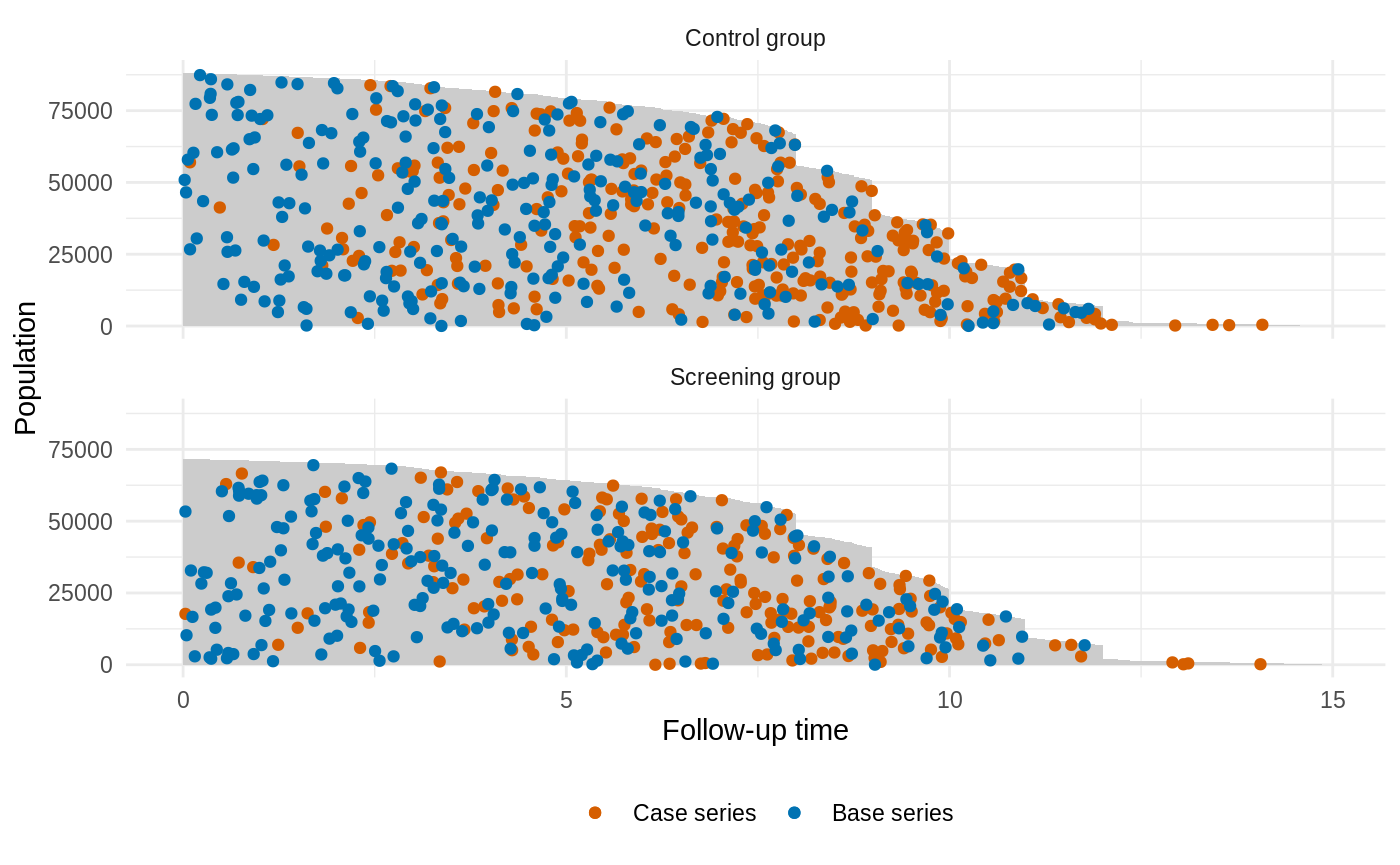 Control group
75000
50000
25000
0
Population
Screening group
75000
50000
25000
0
0 5 10 15
Follow-up time
Case series Base series